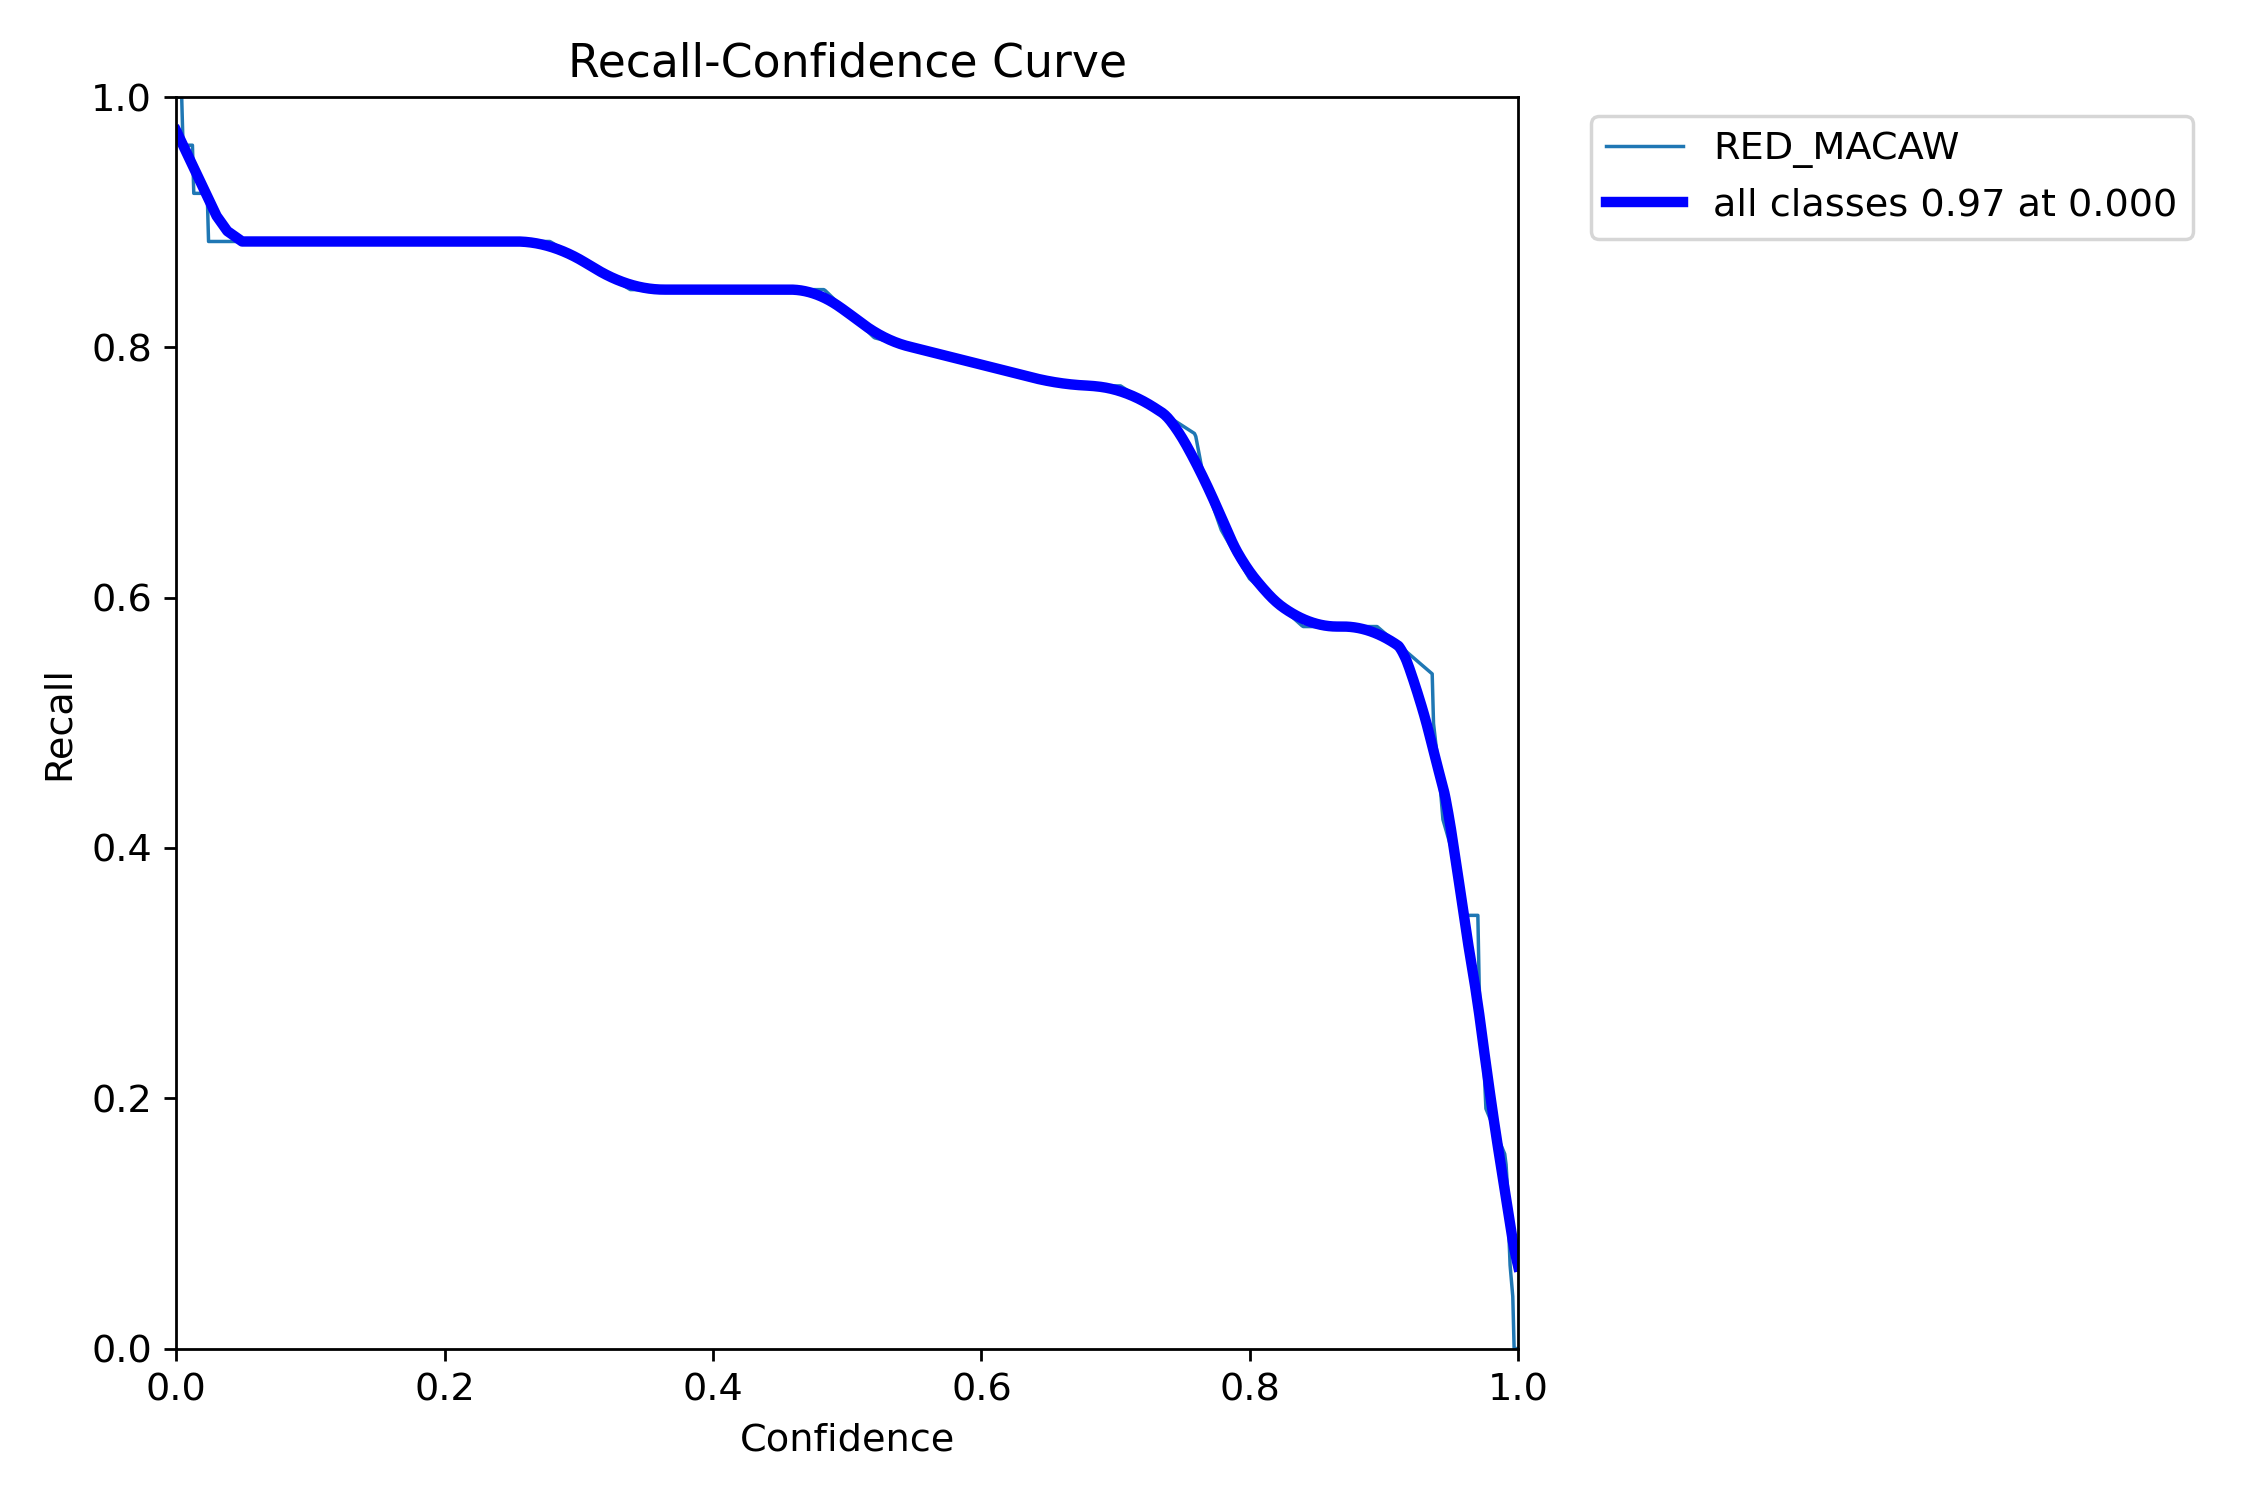 Recall-Confidence Curve
1.0
0.8
0.6
0.4
0.2
0.0
Recall
0.0 0.2 0.4 0.6 0.8 1.0
Confidence
RED_MACAW
all classes 0.97 at 0.000